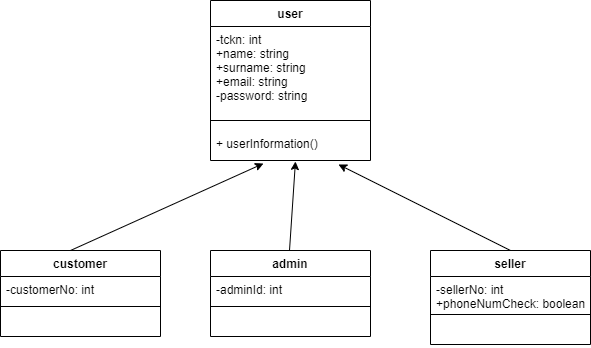 user
-tckn: int
+name: string
+surname: string
+email: string
-password: string
+ userInformation()
customer
-customerNo: int
admin
-adminId: int
seller
-sellerNo: int
+phoneNumCheck: boolean